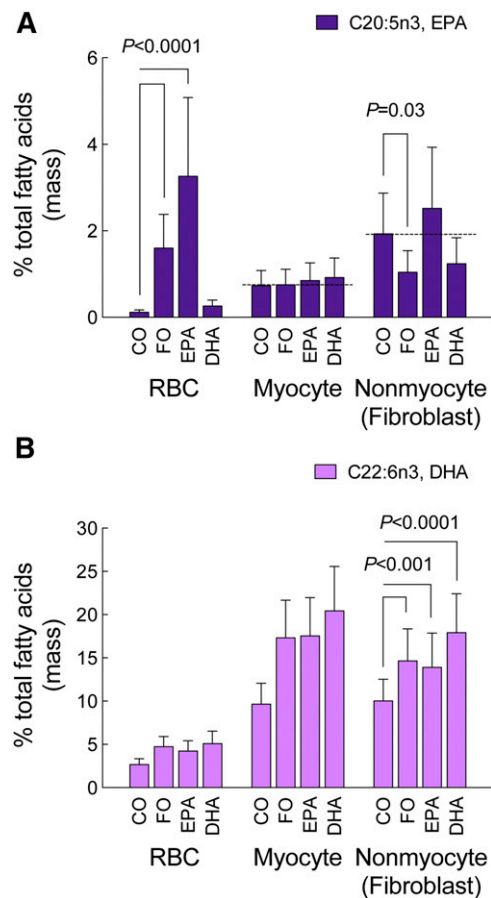 A
C20:5n3, EPA
P<0.0001
P=0.03
% total fatty acids
(mass)
6
4
2
0
CO FO EPA DHA CO FO EPA DHA CO FO EPA DHA
RBC Myocyte Nonmyocyte
(Fibroblast)
B
C22:6n3, DHA
P<0.0001
P<0.001
% total fatty acids
(mass)
30
25
20
15
10
5
0
CO FO EPA DHA CO FO EPA DHA CO FO EPA DHA
RBC Myocyte Nonmyocyte
(Fibroblast)